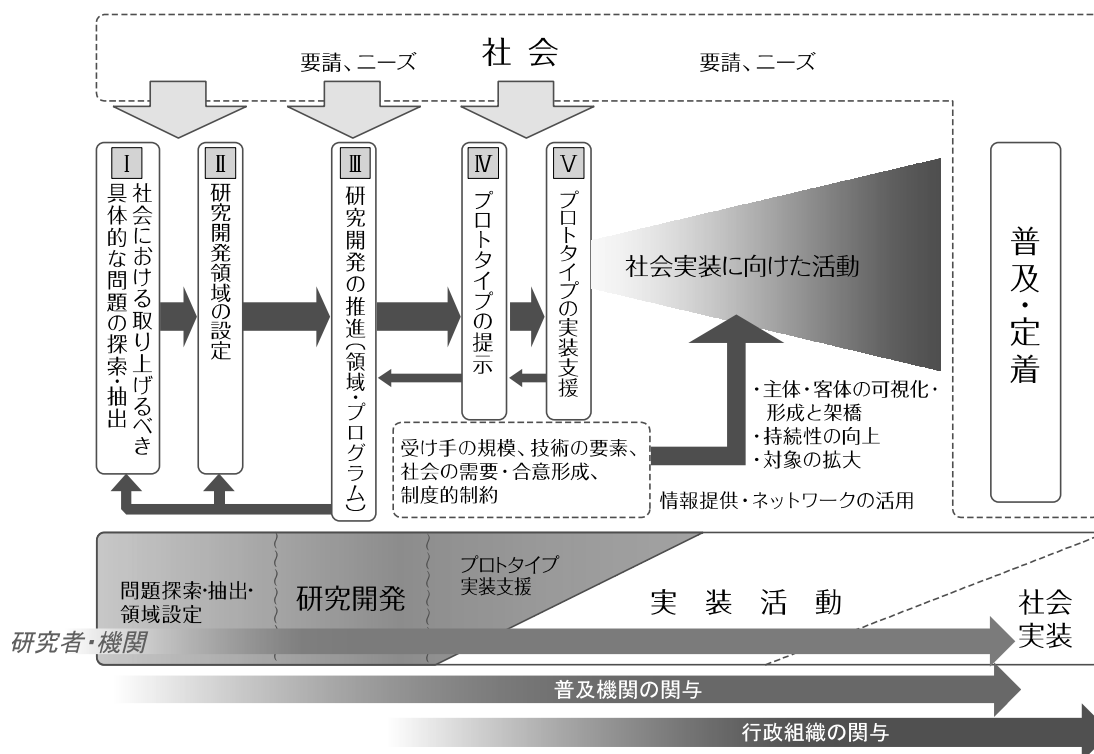 社会
要請、ニーズ
要請、ニーズ
Ⅰ
社会における取り上げるべき
具体的な問題の探索・抽出
Ⅱ
研究開発領域の設定
Ⅲ
研究開発の推進(領域・プログラム)
Ⅳ
プロトタイプの提示
Ⅴ
プロトタイプの実装支援
社会実装に向けた活動
普及・定着
・主体・客体の可視化・
形成と架橋
・持続性の向上
・対象の拡大
受け手の規模、技術の要素、
社会の需要・合意形成、
制度的制約
情報提供・ネットワークの活用
問題探索・抽出・
領域設定
研究開発
プロトタイプ
実装支援
実装活動
社会
実装
研究者・機関
普及機関の関与
行政組織の関与